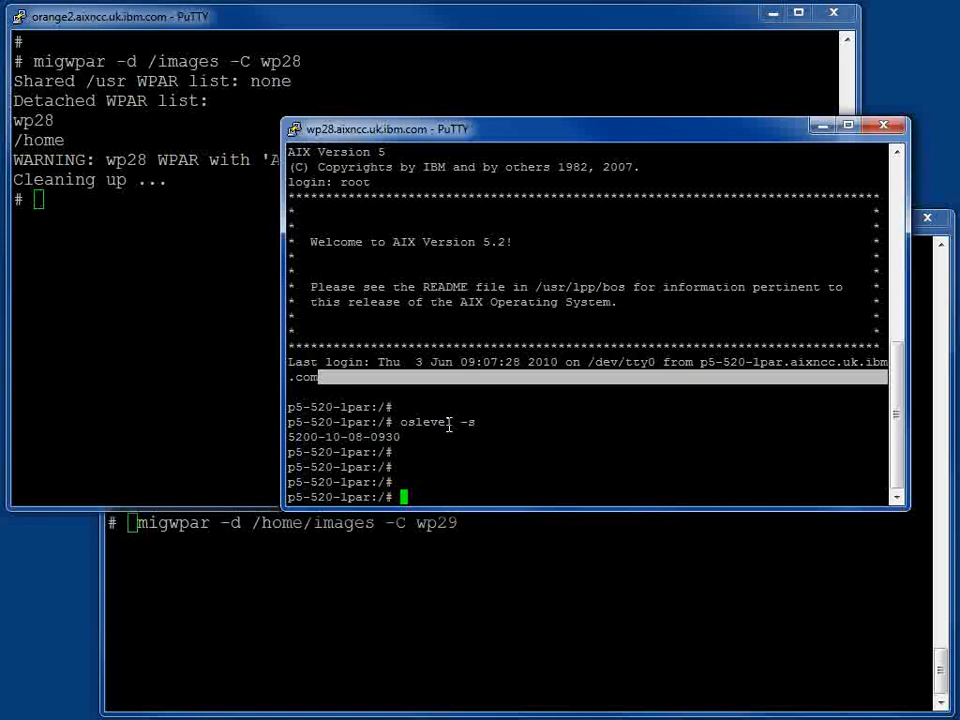 orange2.aixncc.uk.ibm.com - PuTTY
#
# migwpar -d /images -C wp28
Shared /usr WPAR list: none
Detached WPAR list:
wp28
/home
WARNING: wp28 WPAR with 'A
Cleaning up ...
#
wp28.aixncc.uk.ibm.com - PuTTY
AIX Version 5
(C) Copyrights by IBM and by others 1982, 2007.
login: root
*******************************************************************************
* *
* *
* Welcome to AIX Version 5.2! *
* *
* *
* Please see the README file in /usr/lpp/bos for information pertinent to *
* this release of the AIX Operating System. *
* *
* *
*******************************************************************************
Last login: Thu 3 Jun 09:07:28 2010 on /dev/tty0 from p5-520-lpar.aixncc.uk.ibm
.com
p5-520-lpar:/#
p5-520-lpar:/# oslevel -s
5200-10-08-0930
p5-520-lpar:/#
p5-520-lpar:/#
p5-520-lpar:/#
p5-520-lpar:/#
# migwpar -d /home/images -C wp29